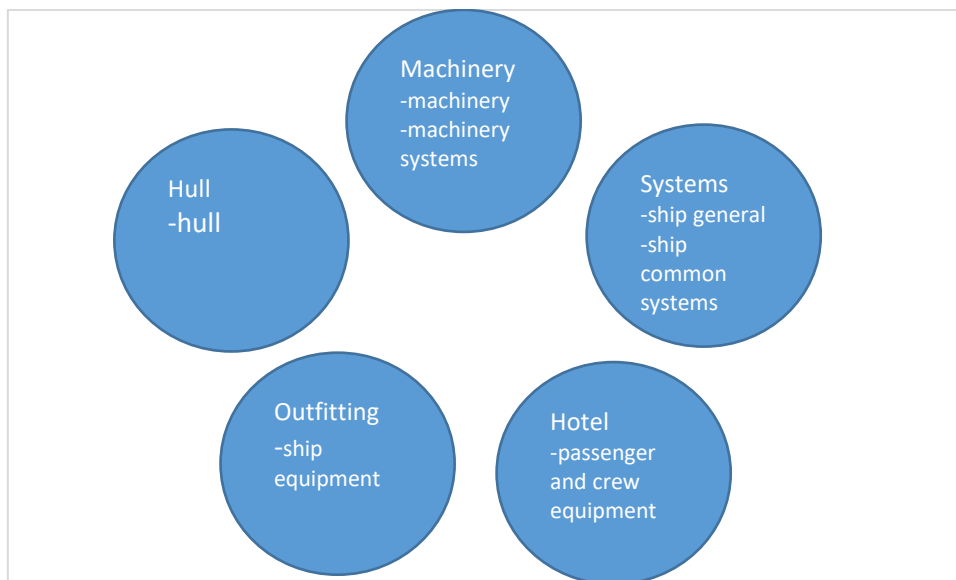 Machinery
-machinery
-machinery
systems
Systems
-ship general
-ship
common
systems
Hull
-hull
Outfitting
-ship
equipment
Hotel
-passenger
and crew
equipment